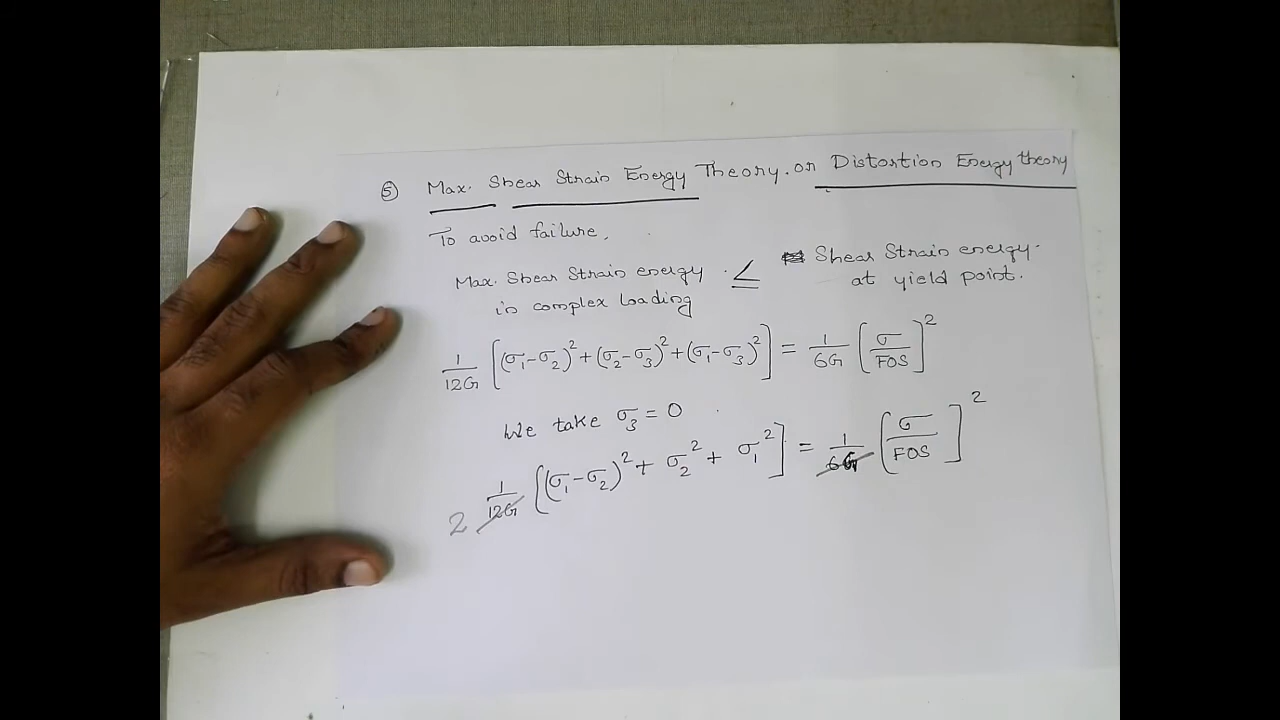 ⑤ Max. Shear Strain Energy Theory. or Distortion Energy theory
To avoid failure,
Max. Shear Strain energy in complex loading ≤ Shear Strain energy at yield point.
1/12G [(σ₁-σ₂)²+(σ₂-σ₃)²+(σ₁-σ₃)²] = 1/6G [σ/FOS]²
We take σ₃ = 0
2 1/12G [(σ₁-σ₂)²+ σ₂² + σ₁²] = 1/6G [σ/FOS]²